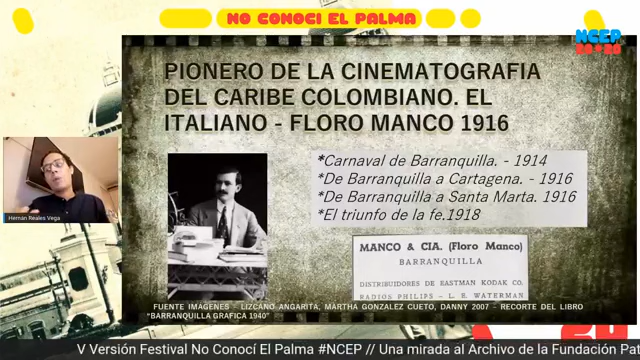 NO CONOCI EL PALMA
NCEP
20★20
PIONERO DE LA CINEMATOGRAFIA
DEL CARIBE COLOMBIANO. EL
ITALIANO - FLORO MANCO 1916
*Carnaval de Barranquilla. - 1914
*De Barranquilla a Cartagena. - 1916
*De Barranquilla a Santa Marta. 1916
*El triunfo de la fe.1918
Hernán Reales Vega
MANCO & CIA. (Floro Manco)
BARRANQUILLA
DISTRIBUIDORES DE EASTMAN KODAK CO.
RADIOS PHILIPS - L. E. WATERMAN
FUENTE IMAGENES – LIZCANO ANGARITA, MARTHA GONZALEZ CUETO, DANNY 2007 – RECORTE DEL LIBRO
"BARRANQUILLA GRAFICA 1940"
V Versión Festival No Conocí El Palma #NCEP // Una mirada al Archivo de la Fundación Pat